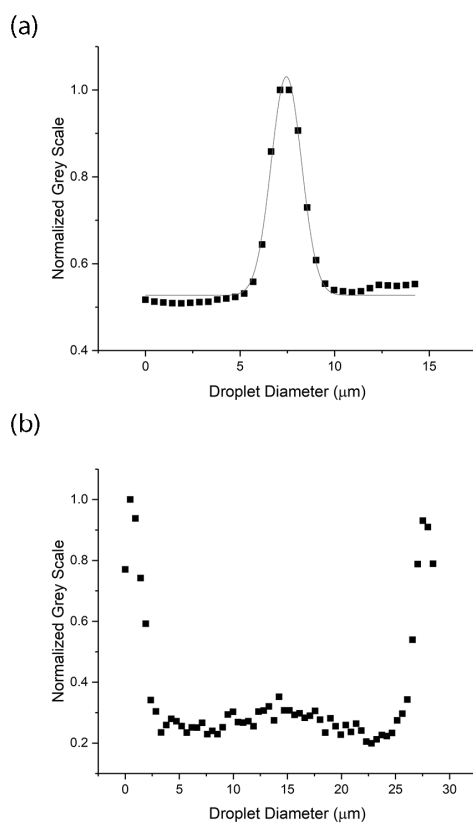 (a)
Normalized Grey Scale
1.0
0.8
0.6
0.4
0 5 10 15
Droplet Diameter (μm)
(b)
Normalized Grey Scale
1.0
0.8
0.6
0.4
0.2
0 5 10 15 20 25 30
Droplet Diameter (μm)